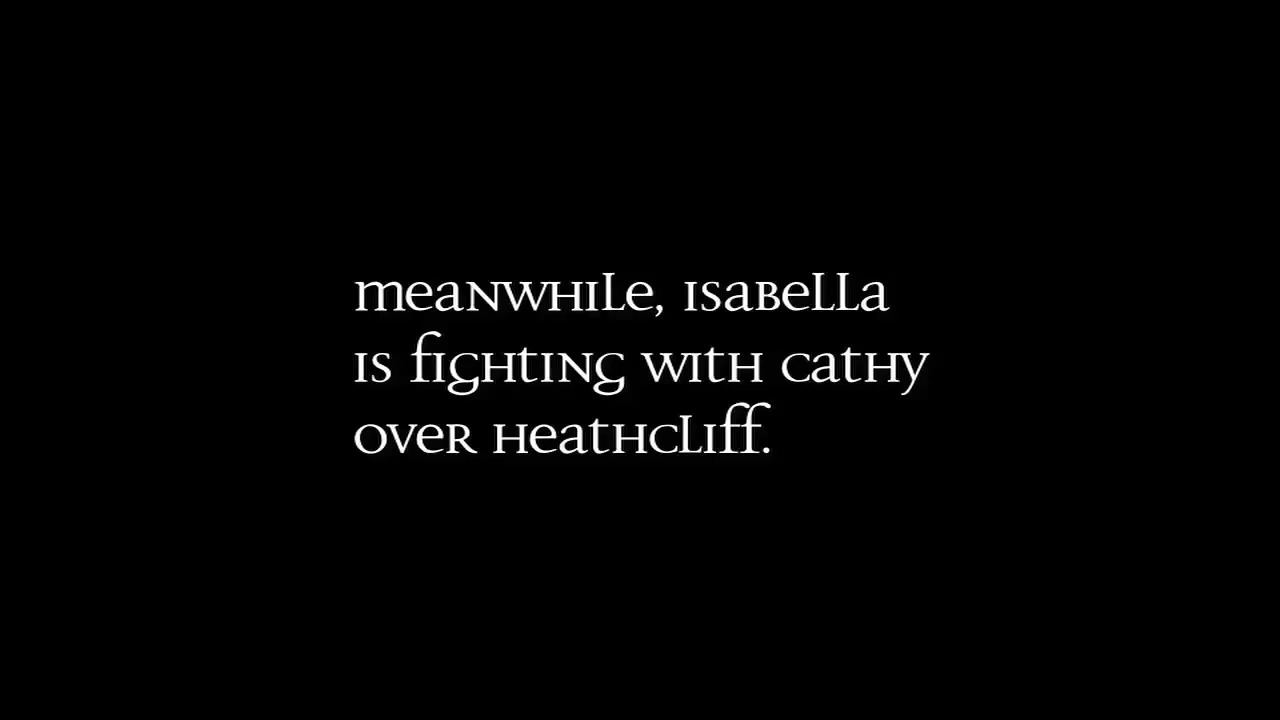 meanwhile, isabella
is fighting with cathy
over heathcliff.